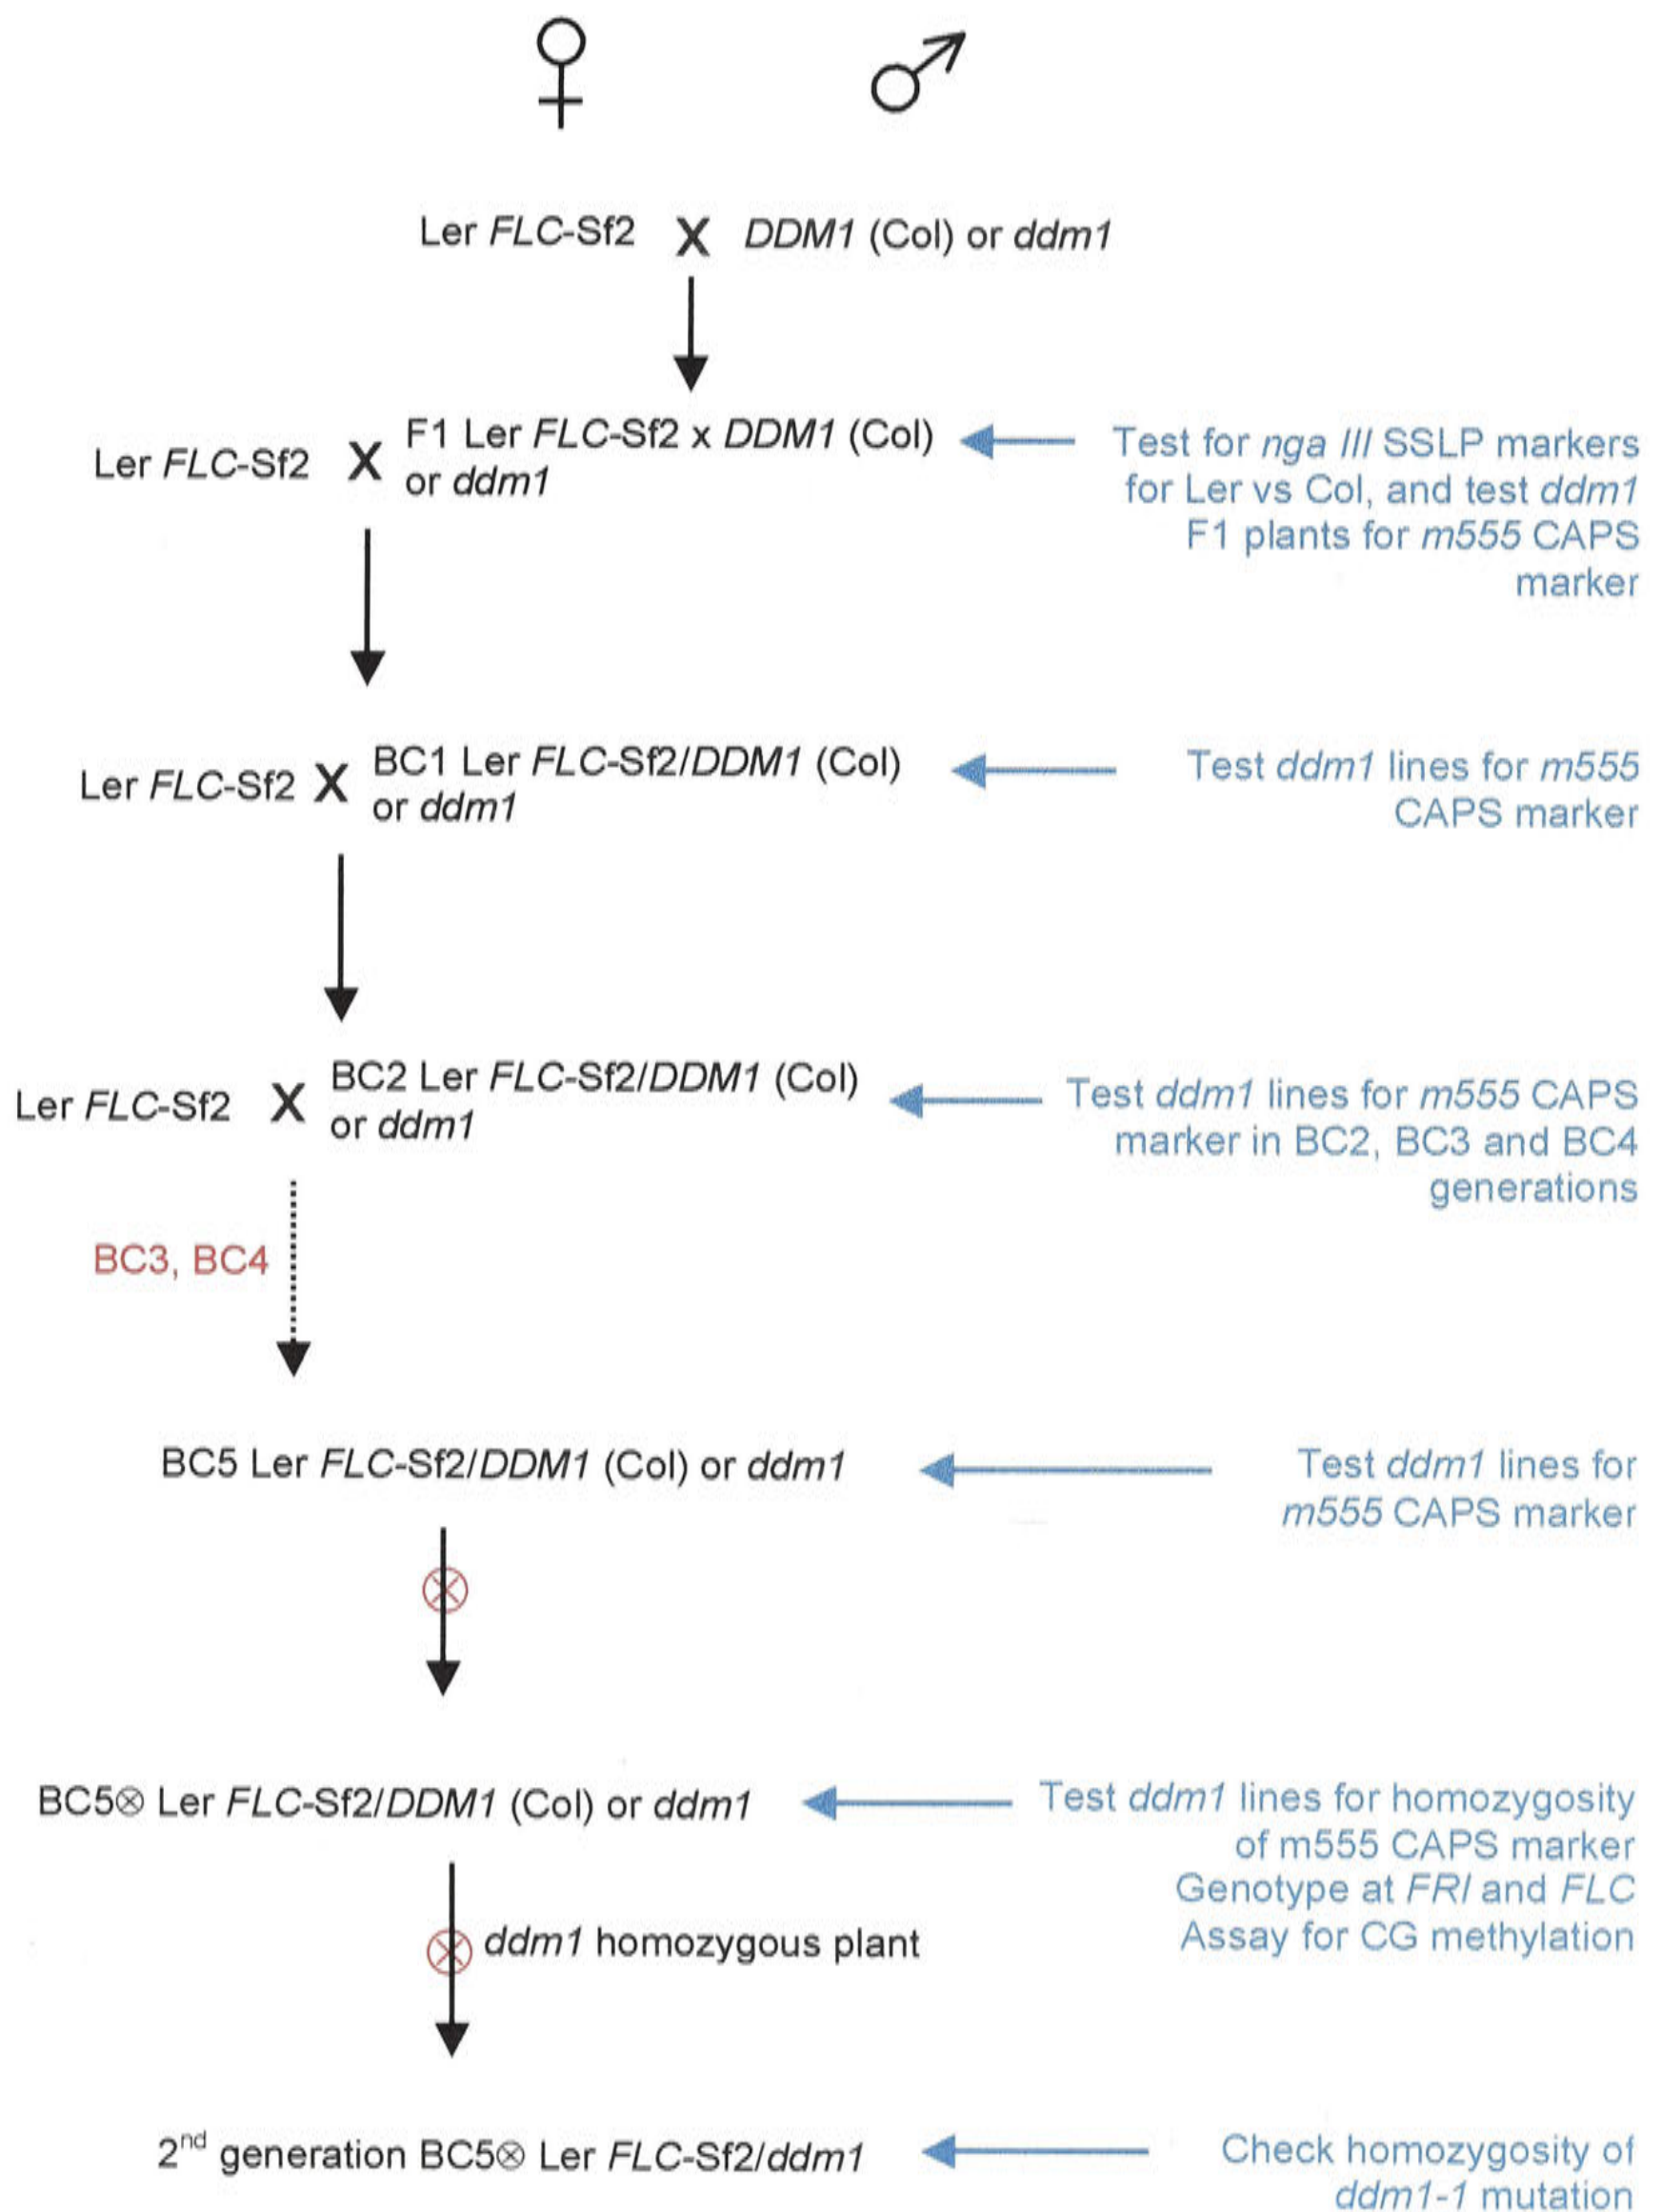 Ler FLC-Sf2 X DDM1 (Col) or ddm1
Ler FLC-Sf2 X F1 Ler FLC-Sf2 x DDM1 (Col)
or ddm1
Test for nga III SSLP markers
for Ler vs Col, and test ddm1
F1 plants for m555 CAPS
marker
Ler FLC-Sf2 X BC1 Ler FLC-Sf2/DDM1 (Col)
or ddm1
Test ddm1 lines for m555
CAPS marker
Ler FLC-Sf2 X BC2 Ler FLC-Sf2/DDM1 (Col)
or ddm1
Test ddm1 lines for m555 CAPS
marker in BC2, BC3 and BC4
generations
BC3, BC4
BC5 Ler FLC-Sf2/DDM1 (Col) or ddm1
Test ddm1 lines for
m555 CAPS marker
BC5⊗ Ler FLC-Sf2/DDM1 (Col) or ddm1
Test ddm1 lines for homozygosity
of m555 CAPS marker
Genotype at FRI and FLC
Assay for CG methylation
ddm1 homozygous plant
2nd generation BC5⊗ Ler FLC-Sf2/ddm1
Check homozygosity of
ddm1-1 mutation